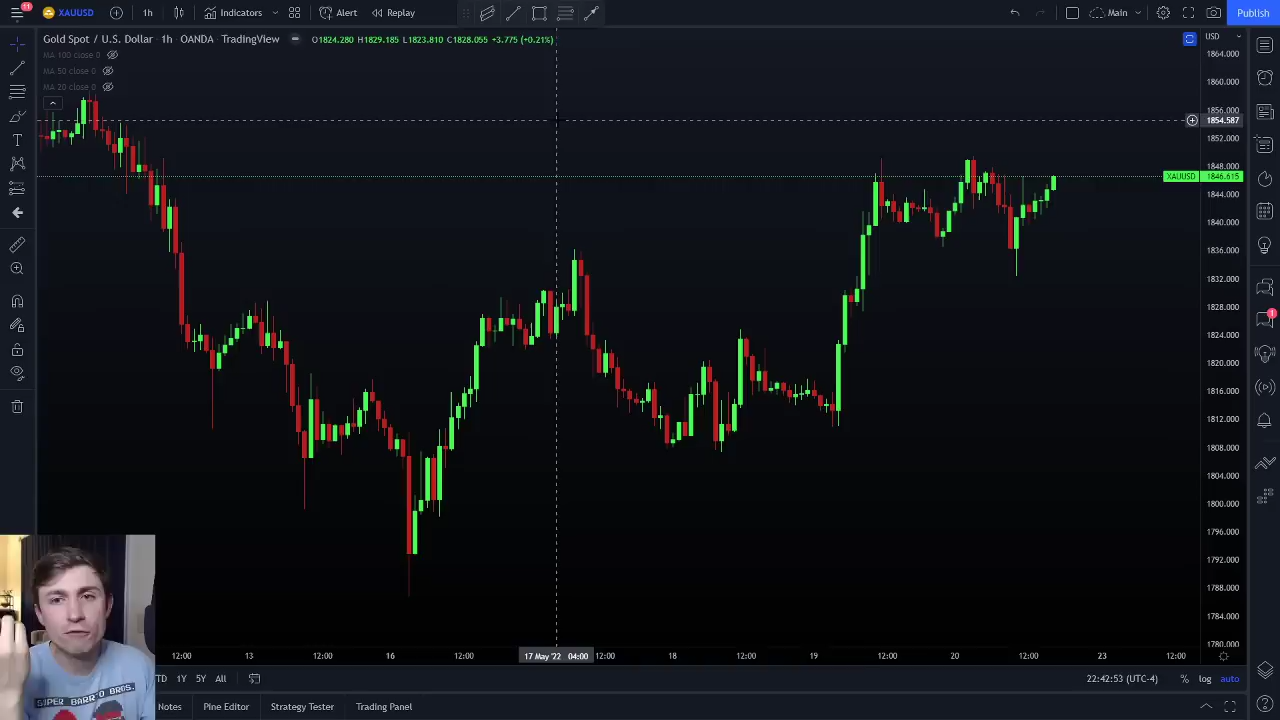 11
XAUUSD
1h
Indicators
Alert
Replay
Main
Publish
Gold Spot / U.S. Dollar · 1h · OANDA · TradingView
O1824.280 H1829.185 L1823.810 C1828.055 +3.775 (+0.21%)
USD
MA 100 close 0
MA 50 close 0
MA 20 close 0
1864.000
1860.000
1856.000
1854.587
1852.000
1848.000
XAUUSD 1846.615
1844.000
1840.000
1836.000
1832.000
1828.000
1824.000
1820.000
1816.000
1812.000
1808.000
1804.000
1800.000
1796.000
1792.000
1788.000
1784.000
1780.000
1
12:00 13 12:00 16 12:00 17 May '22 04:00 12:00 18 12:00 19 12:00 20 12:00 23 12:00
TD 1Y 5Y All
22:42:53 (UTC-4) % log auto
Notes Pine Editor Strategy Tester Trading Panel
SUPER BARR'O BROS.